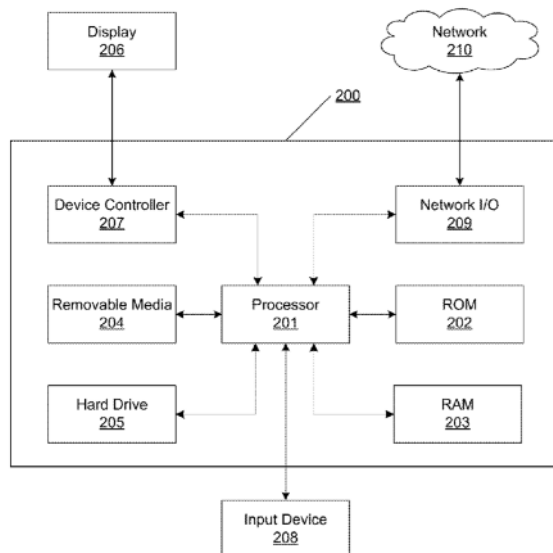 Display
206
Network
210
200
Device Controller
207
Network I/O
209
Removable Media
204
Processor
201
ROM
202
Hard Drive
205
RAM
203
Input Device
208